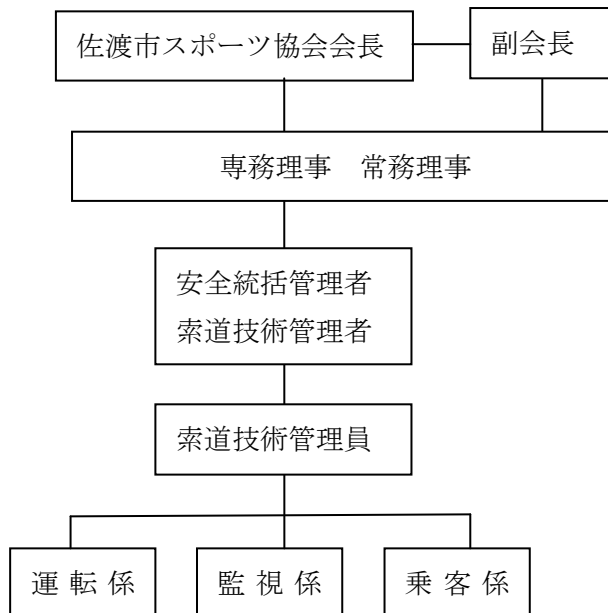 佐渡市スポーツ協会会長
副会長
専務理事　常務理事
安全統括管理者
索道技術管理者
索道技術管理員
運 転 係
監 視 係
乗 客 係